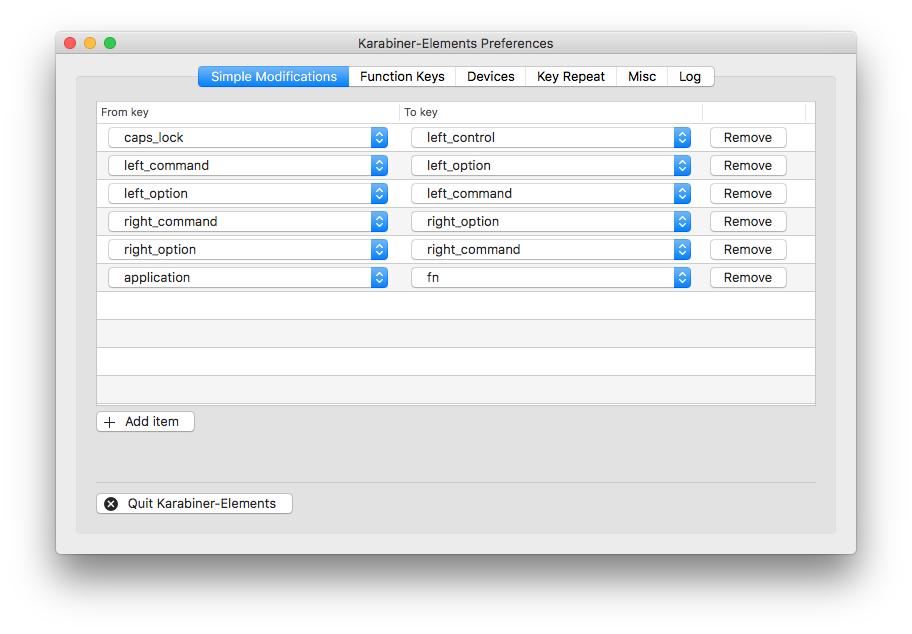 Karabiner-Elements Preferences
Simple Modifications Function Keys Devices Key Repeat Misc Log
From key To key
caps_lock left_control Remove
left_command left_option Remove
left_option left_command Remove
right_command right_option Remove
right_option right_command Remove
application fn Remove
Add item
Quit Karabiner-Elements